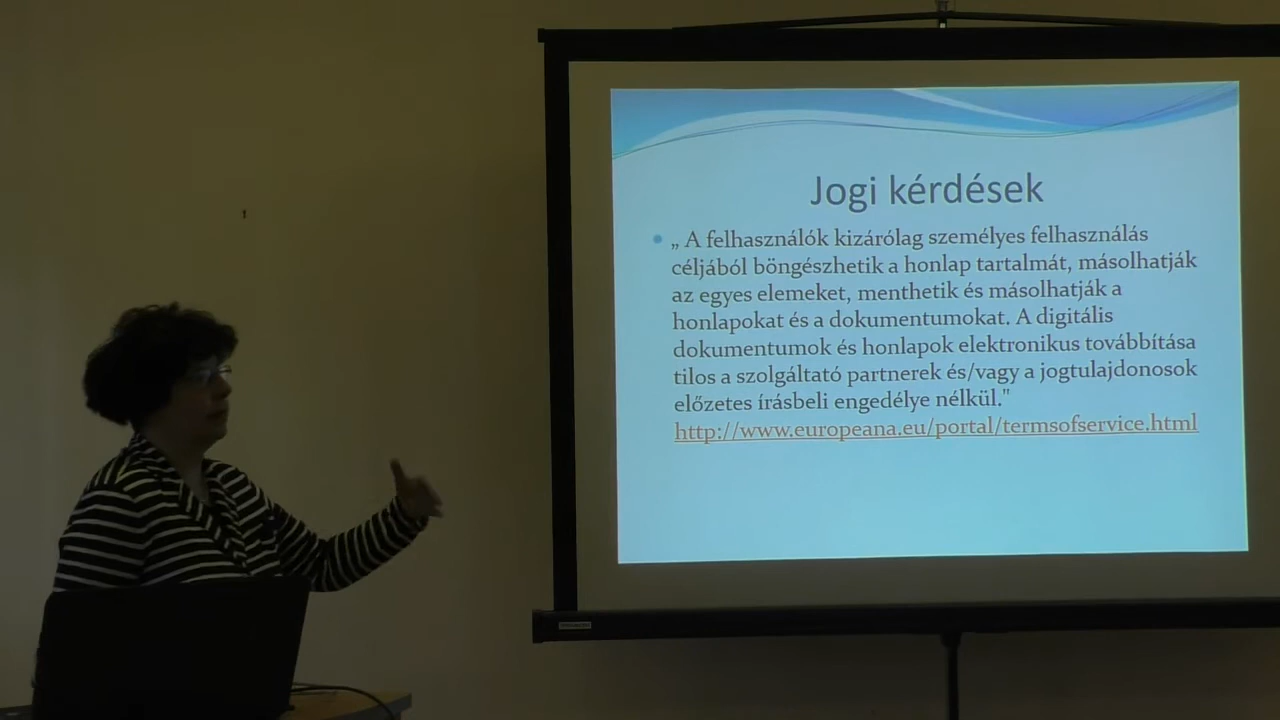 Jogi kérdések
„ A felhasználók kizárólag személyes felhasználás
céljából böngészhetik a honlap tartalmát, másolhatják
az egyes elemeket, menthetik és másolhatják a
honlapokat és a dokumentumokat. A digitális
dokumentumok és honlapok elektronikus továbbítása
tilos a szolgáltató partnerek és/vagy a jogtulajdonosok
előzetes írásbeli engedélye nélkül."
http://www.europeana.eu/portal/termsofservice.html